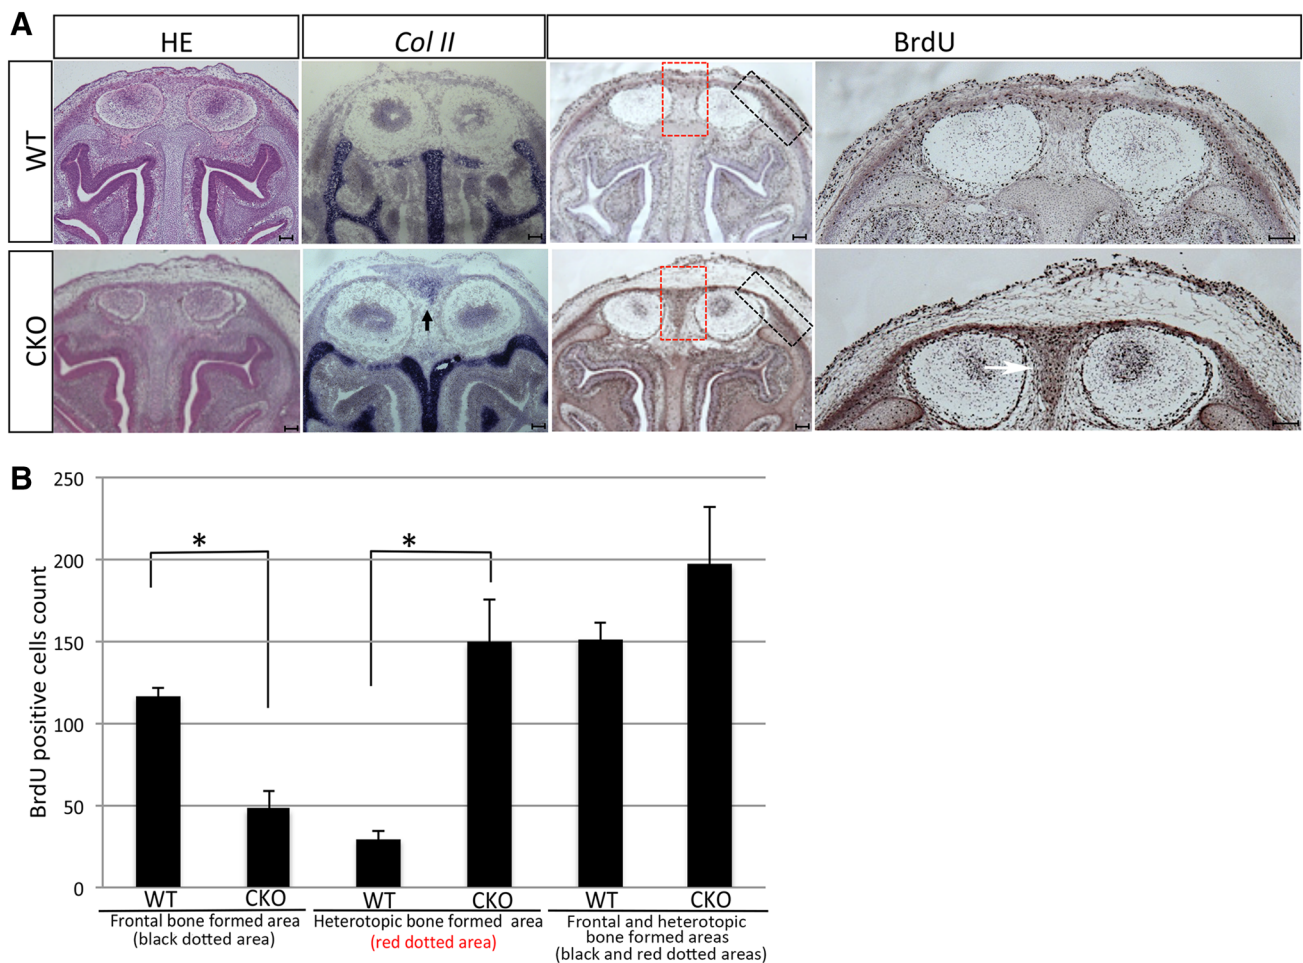 A
HE
Col II
BrdU
WT
CKO
B
BrdU positive cells count
250
200
150
100
50
0
*
*
WT
CKO
WT
CKO
WT
CKO
Frontal bone formed area
(black dotted area)
Heterotopic bone formed area
(red dotted area)
Frontal and heterotopic
bone formed areas
(black and red dotted areas)